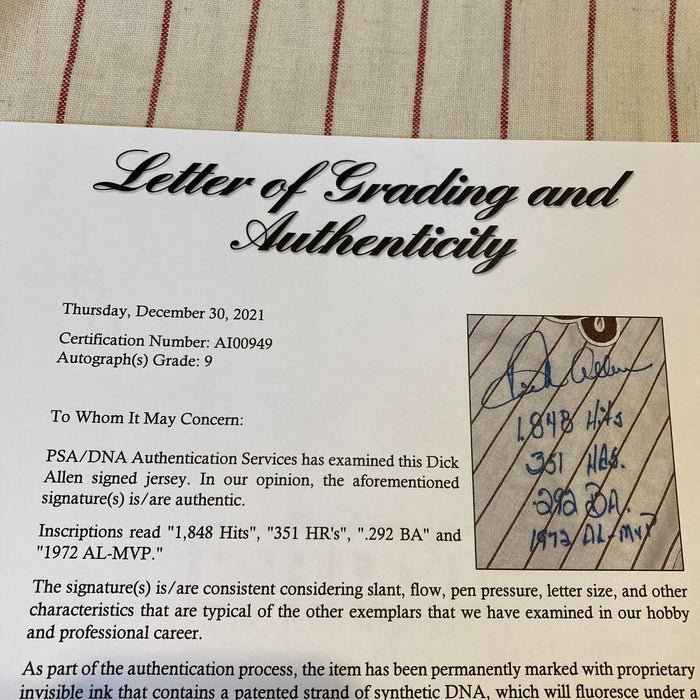 Letter of Grading and
Authenticity
Thursday, December 30, 2021
Certification Number: AI00949
Autograph(s) Grade: 9
To Whom It May Concern:
PSA/DNA Authentication Services has examined this Dick
Allen signed jersey. In our opinion, the aforementioned
signature(s) is/are authentic.
Inscriptions read "1,848 Hits", "351 HR's", ".292 BA" and
"1972 AL-MVP."
Dick Allen
1,848 Hits
351 HRs.
.292 BA.
1972 AL-MVP
The signature(s) is/are consistent considering slant, flow, pen pressure, letter size, and other
characteristics that are typical of the other exemplars that we have examined in our hobby
and professional career.
As part of the authentication process, the item has been permanently marked with proprietary
invisible ink that contains a patented strand of synthetic DNA, which will fluoresce under a